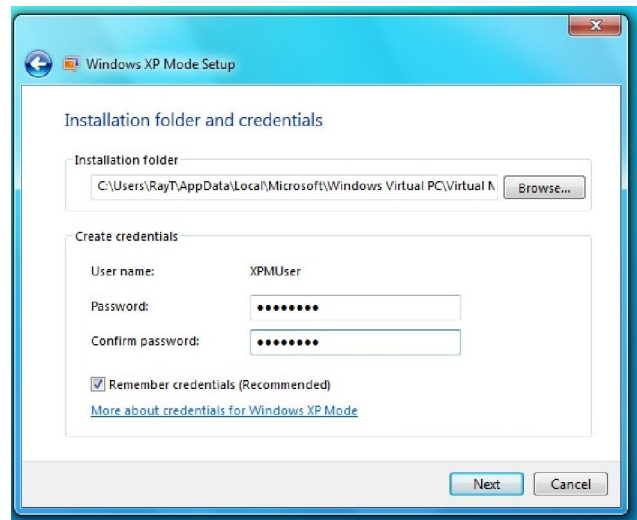 Windows XP Mode Setup
Installation folder and credentials
Installation folder
C:\Users\RayT\AppData\Local\Microsoft\Windows Virtual PC\Virtual M
Browse...
Create credentials
User name: XPMUser
Password: ●●●●●●●●
Confirm password: ●●●●●●●●
Remember credentials (Recommended)
More about credentials for Windows XP Mode
Next Cancel